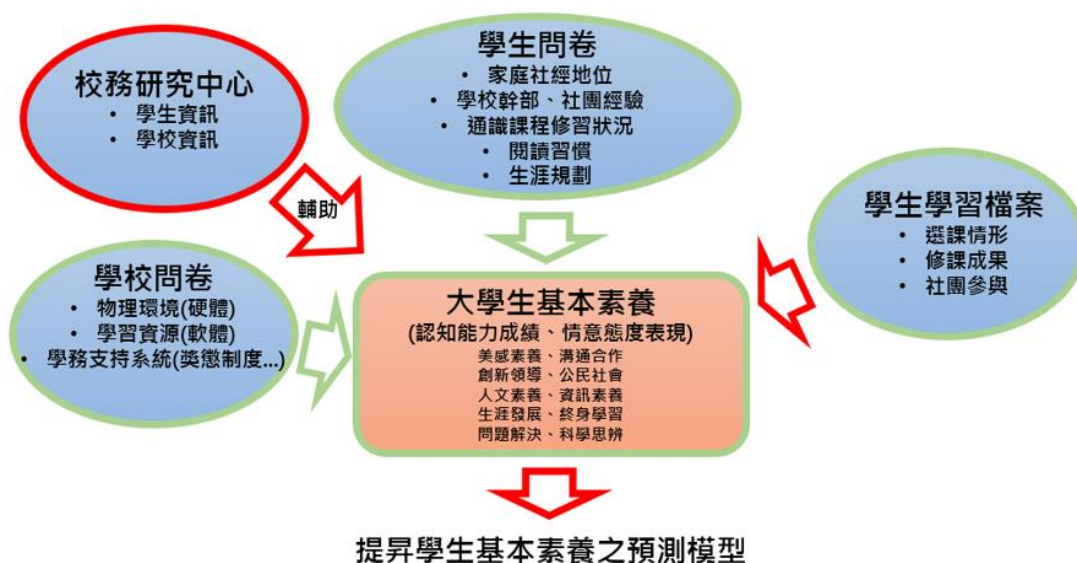 校務研究中心
• 學生資訊
• 學校資訊
學生問卷
• 家庭社經地位
• 學校幹部、社團經驗
• 通識課程修習狀況
• 閱讀習慣
• 生涯規劃
輔助
學生學習檔案
• 選課情形
• 修課成果
• 社團參與
學校問卷
• 物理環境(硬體)
• 學習資源(軟體)
• 學務支持系統(獎懲制度...)
大學生基本素養
(認知能力成績、情意態度表現)
美感素養、溝通合作
創新領導、公民社會
人文素養、資訊素養
生涯發展、終身學習
問題解決、科學思辨
提昇學生基本素養之預測模型